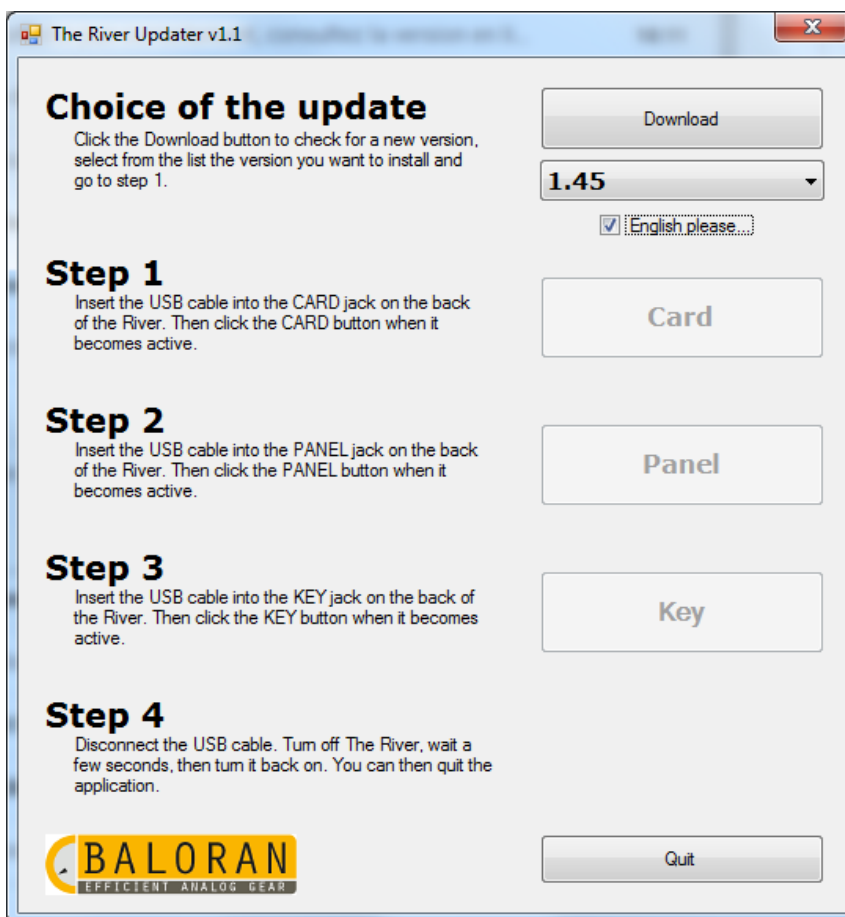 The River Updater v1.1
Choice of the update
Click the Download button to check for a new version,
select from the list the version you want to install and
go to step 1.
Download
1.45
English please...
Step 1
Insert the USB cable into the CARD jack on the back
of the River. Then click the CARD button when it
becomes active.
Card
Step 2
Insert the USB cable into the PANEL jack on the back
of the River. Then click the PANEL button when it
becomes active.
Panel
Step 3
Insert the USB cable into the KEY jack on the back of
the River. Then click the KEY button when it becomes
active.
Key
Step 4
Disconnect the USB cable. Turn off The River, wait a
few seconds, then turn it back on. You can then quit the
application.
BALORAN
EFFICIENT ANALOG GEAR
Quit